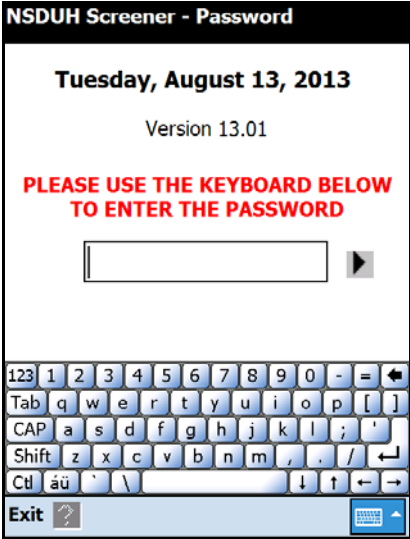 NSDUH Screener - Password
Tuesday, August 13, 2013
Version 13.01
PLEASE USE THE KEYBOARD BELOW
TO ENTER THE PASSWORD
123 1 2 3 4 5 6 7 8 9 0 - = 
Tab q w e r t y u i o p [ ]
CAP a s d f g h j k l ; '
Shift z x c v b n m , . /
Ctl áü ` \
Exit ?